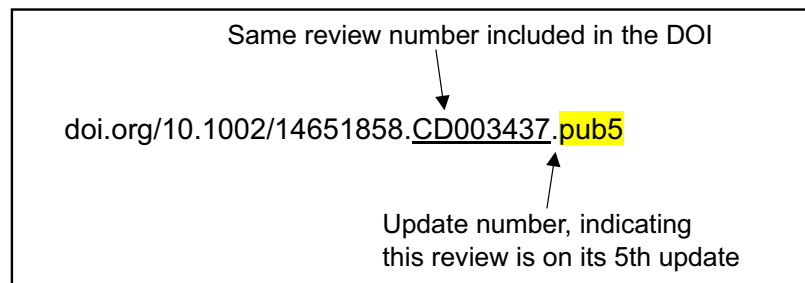 Same review number included in the DOI
doi.org/10.1002/14651858.CD003437.pub5
Update number, indicating
this review is on its 5th update